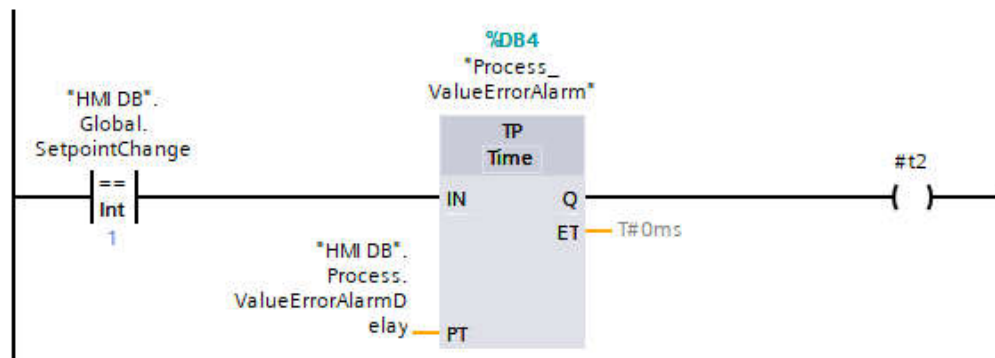 %DB4
"Process_
ValueErrorAlarm"
"HMI DB".
Global.
SetpointChange
TP
Time
#t2
==
Int
1
IN
Q
ET
T#0ms
"HMI DB".
Process.
ValueErrorAlarmD
elay
PT